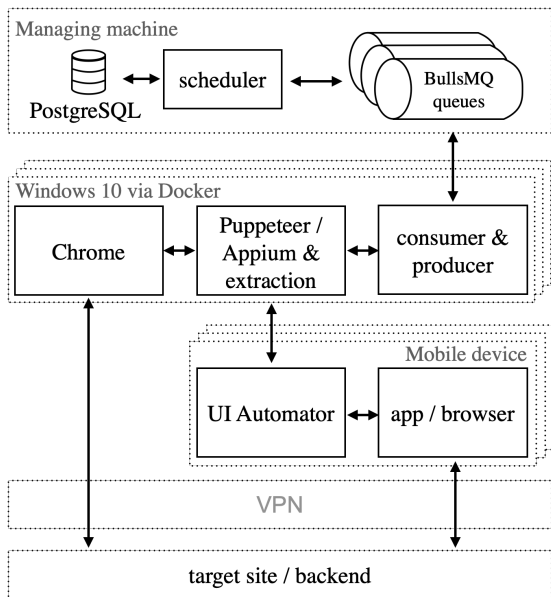 Managing machine
PostgreSQL
scheduler
BullsMQ
queues
Windows 10 via Docker
Chrome
Puppeteer /
Appium &
extraction
consumer &
producer
Mobile device
UI Automator
app / browser
VPN
target site / backend